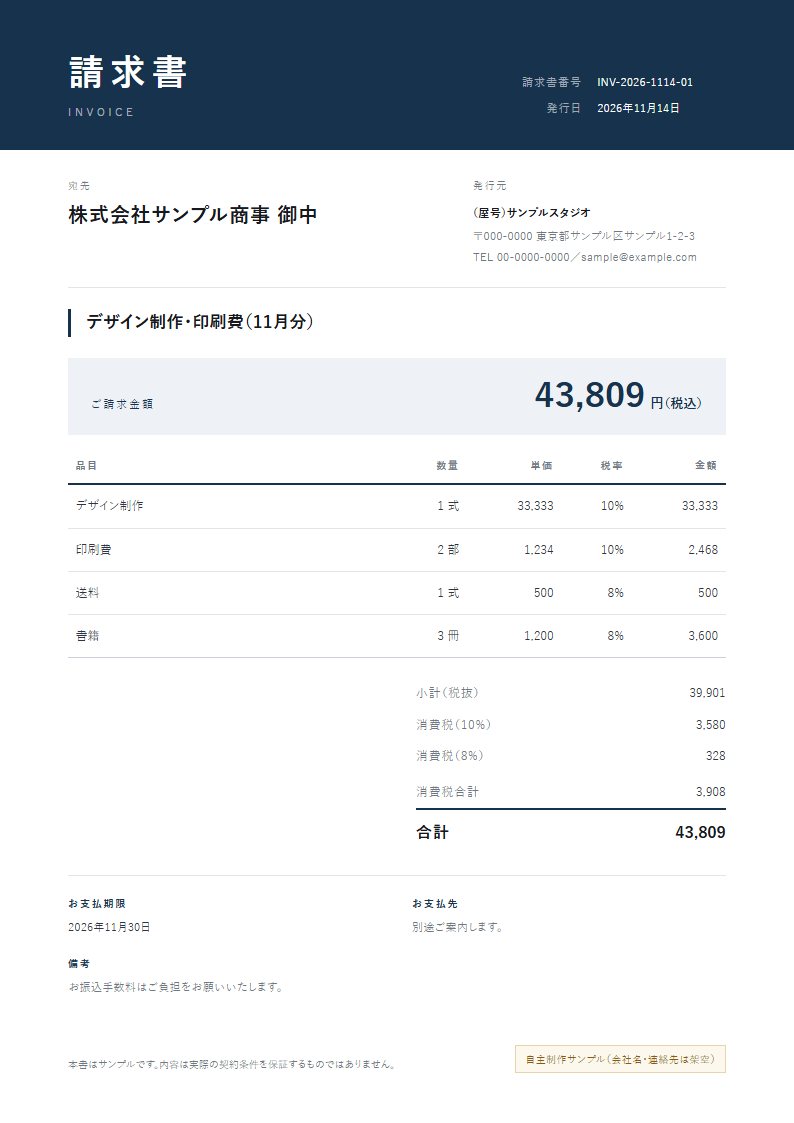 請求書
INVOICE
請求書番号 INV-2026-1114-01
発行日 2026年11月14日
宛先
株式会社サンプル商事 御中
発行元
(屋号)サンプルスタジオ
〒000-0000 東京都サンプル区サンプル1-2-3
TEL 00-0000-0000/sample@example.com
デザイン制作・印刷費(11月分)
ご請求金額 43,809 円(税込)
品目 数量 単価 税率 金額
デザイン制作 1 式 33,333 10% 33,333
印刷費 2 部 1,234 10% 2,468
送料 1 式 500 8% 500
書籍 3 冊 1,200 8% 3,600
小計(税抜) 39,901
消費税(10%) 3,580
消費税(8%) 328
消費税合計 3,908
合計 43,809
お支払期限
2026年11月30日
お支払先
別途ご案内します。
備考
お振込手数料はご負担をお願いいたします。
本書はサンプルです。内容は実際の契約条件を保証するものではありません。
自主制作サンプル(会社名・連絡先は架空)